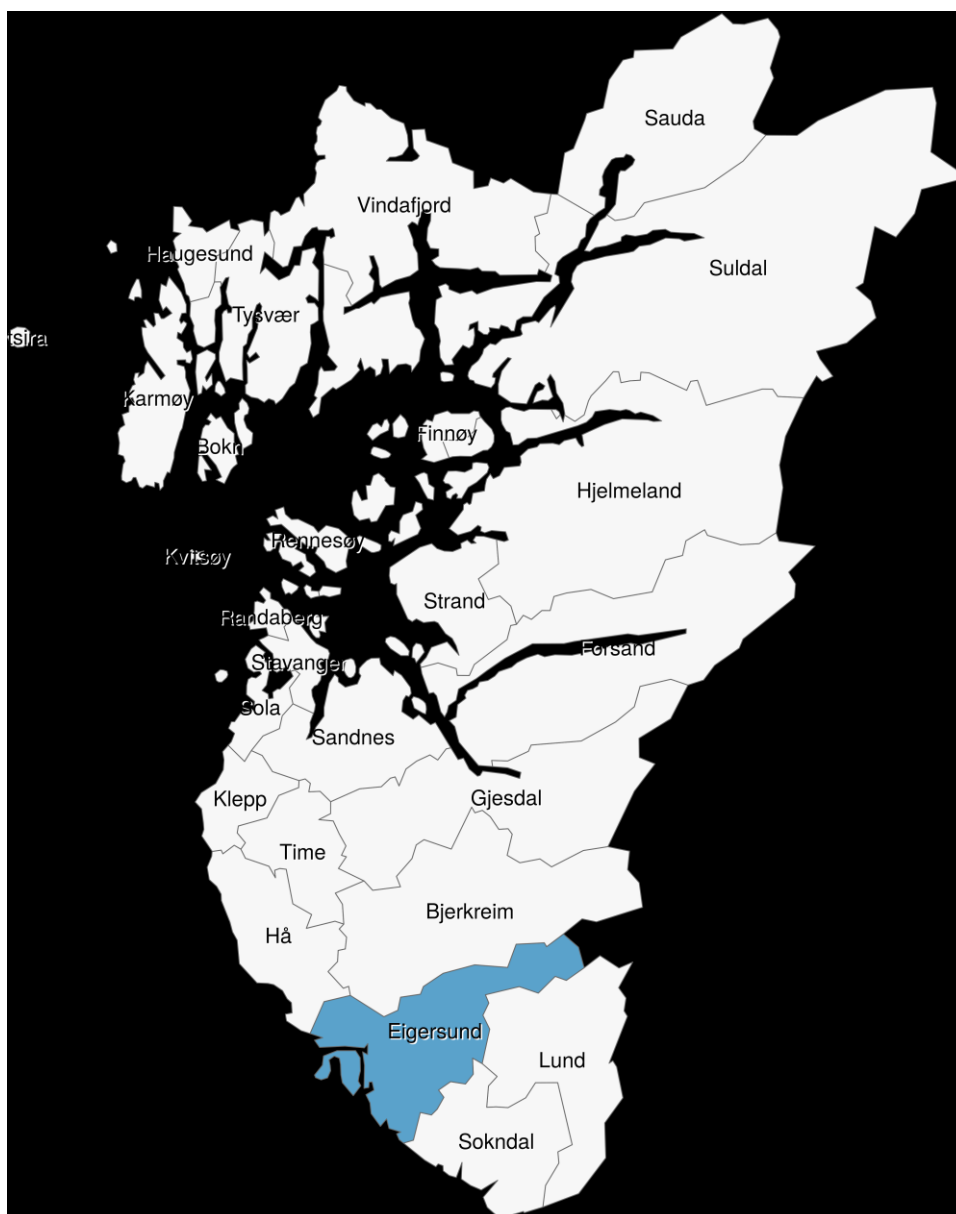 Sauda
Vindafjord
Haugesund
Suldal
Tysvær
tsira
Karmøy
Finnøy
Bokn
Hjelmeland
Rennesøy
Kvitsøy
Strand
Randaberg
Forsand
Stavanger
Sola
Sandnes
Klepp
Gjesdal
Time
Bjerkreim
Hå
Eigersund
Lund
Sokndal